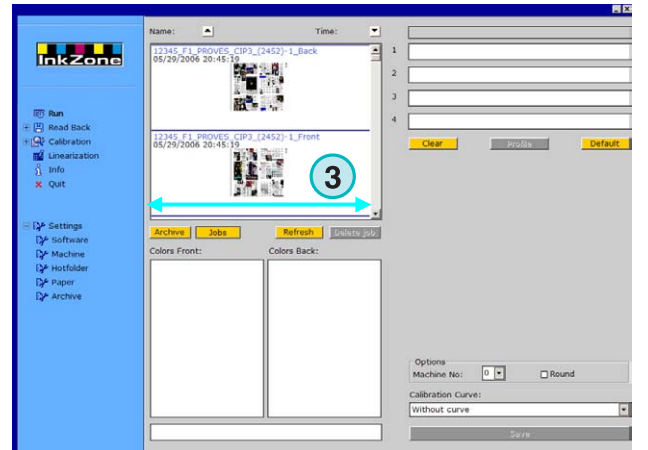 InkZone
Run
Read Back
Calibration
Linearization
Info
Quit
Settings
Software
Machine
Hotfolder
Paper
Archive
Name: Time:
12345_F1_PROVES_CIP3_(2452)-1_Back
05/29/2006 20:45:19
12345_F1_PROVES_CIP3_(2452)-1_Front
05/29/2006 20:45:19
3
Archive Jobs Refresh Delete job
Colors Front: Colors Back:
1
2
3
4
Clear Profile Default
Options
Machine No: 0 Round
Calibration Curve:
Without curve
Save